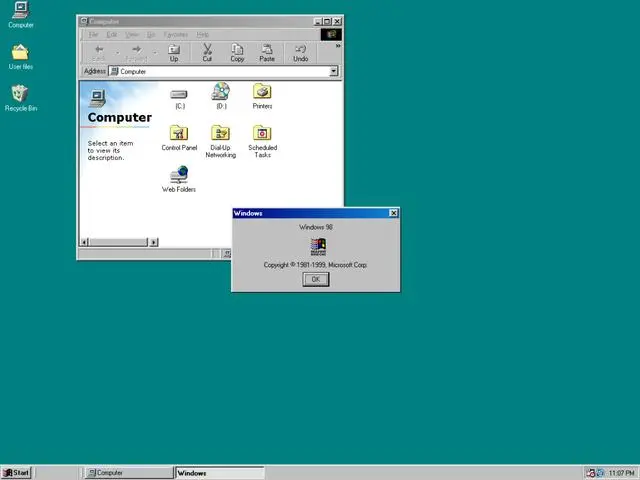 Computer
User files
Recycle Bin
Computer
File Edit View Go Favorites Help
Back Forward Up Cut Copy Paste Undo
Address Computer
Computer
Select an item
to view its
description.
(C:) (D:) Printers
Control Panel Dial-Up
Networking Scheduled
Tasks
Web Folders
Windows
Windows 98
Copyright © 1981-1999, Microsoft Corp.
OK
Start Computer Windows 11:07 PM